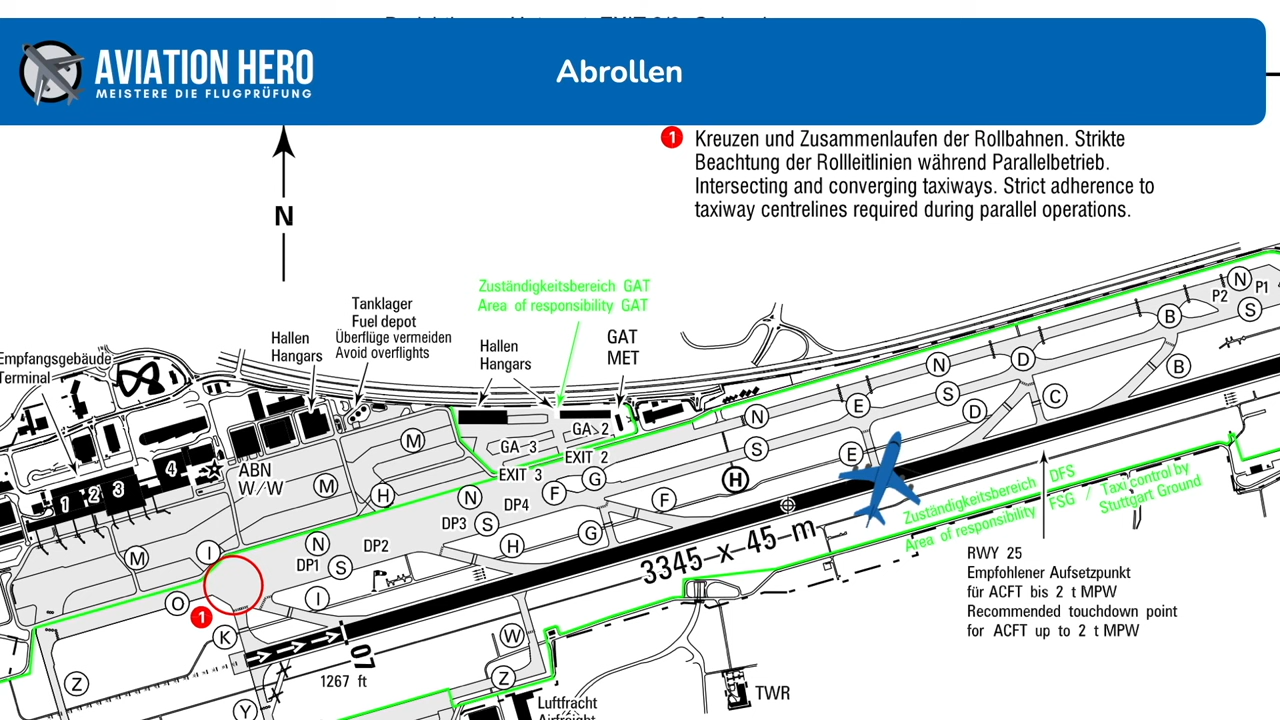 AVIATION HERO
MEISTERE DIE FLUGPRÜFUNG
Abrollen
1 Kreuzen und Zusammenlaufen der Rollbahnen. Strikte
Beachtung der Rollleitlinien während Parallelbetrieb.
Intersecting and converging taxiways. Strict adherence to
taxiway centrelines required during parallel operations.
N
Zuständigkeitsbereich GAT
Area of responsibility GAT
Tanklager
Fuel depot
Überflüge vermeiden
Avoid overflights
Hallen
Hangars
Hallen
Hangars
GAT
MET
Empfangsgebäude
Terminal
N
P2
P1
S
B
N
D
B
S
D
C
E
N
S
E
M
GA 2
GA 3
EXIT 2
EXIT 3
G
H
4
3
2
1
ABN
W/W
M
H
N
F
F
DP4
DP3
S
G
H
N
DP2
DP1
S
M
I
I
O
1
K
3345 x 45 m
Zuständigkeitsbereich DFS
Area of responsibility FSG / Taxi control by
Stuttgart Ground
RWY 25
Empfohlener Aufsetzpunkt
für ACFT bis 2 t MPW
Recommended touchdown point
for ACFT up to 2 t MPW
07
1267 ft
W
Z
Z
Y
TWR
Luftfracht
Airfreight